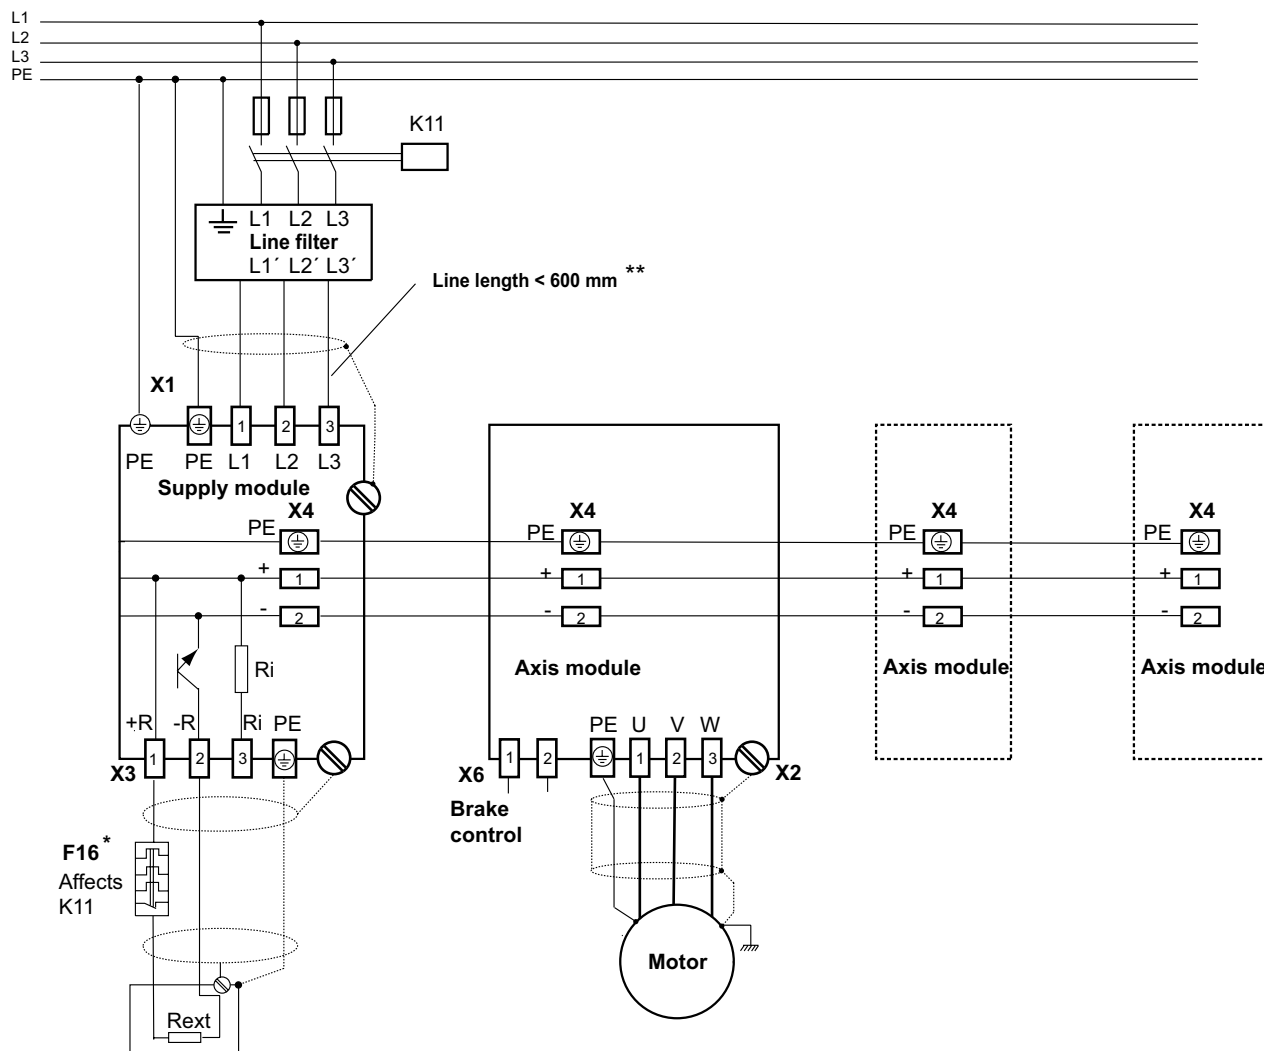 L1
L2
L3
PE
K11
L1 L2 L3
Line filter
L1´ L2´ L3´
Line length < 600 mm **
X1
1 2 3
PE PE L1 L2 L3
Supply module
X4 X4 X4 X4
PE PE PE PE
+ 1 + 1 + 1 + 1
- 2 - 2 - 2 - 2
Ri
Axis module Axis module Axis module
+R -R Ri PE
PE U V W
1 2 3
1 2 1 2 3
X3 X6 X2
Brake
control
F16 *
Affects
K11
Motor
Rext